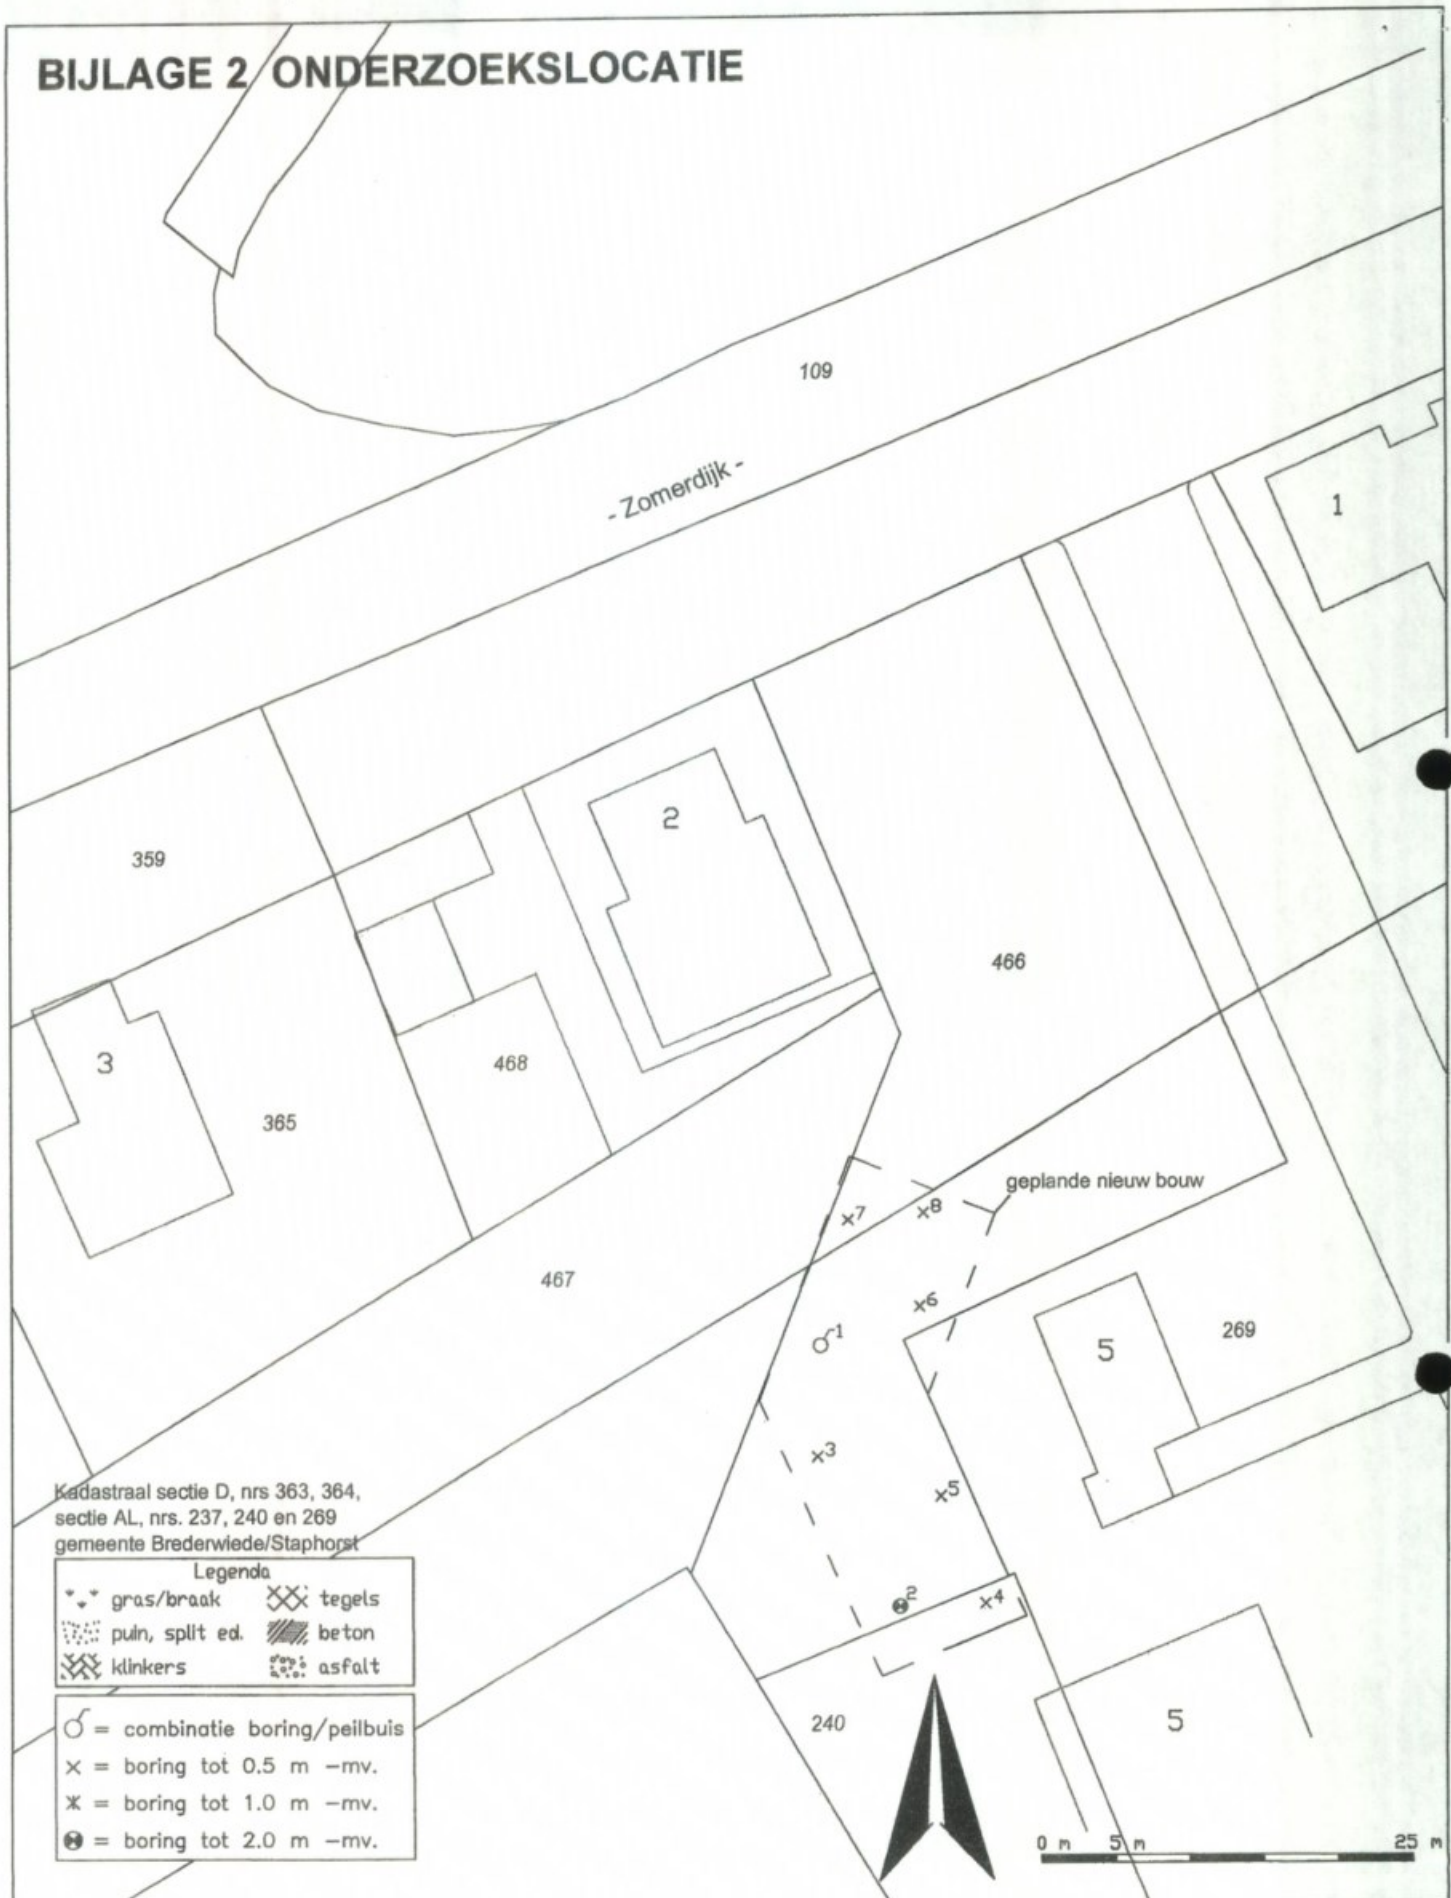 BIJLAGE 2 ONDERZOEKSLOCATIE
109
- Zomerdijk -
1
2
359
466
3
468
365
geplande nieuw bouw
7
8
467
6
1
5
269
3
5
Kadastraal sectie D, nrs 363, 364,
sectie AL, nrs. 237, 240 en 269
gemeente Brederwiede/Staphorst
Legenda
gras/braak
tegels
puin, split ed.
beton
klinkers
asfalt
2
4
240
5
= combinatie boring/peilbuis
× = boring tot 0.5 m -mv.
= boring tot 1.0 m -mv.
= boring tot 2.0 m -mv.
0 m 5 m 25 m